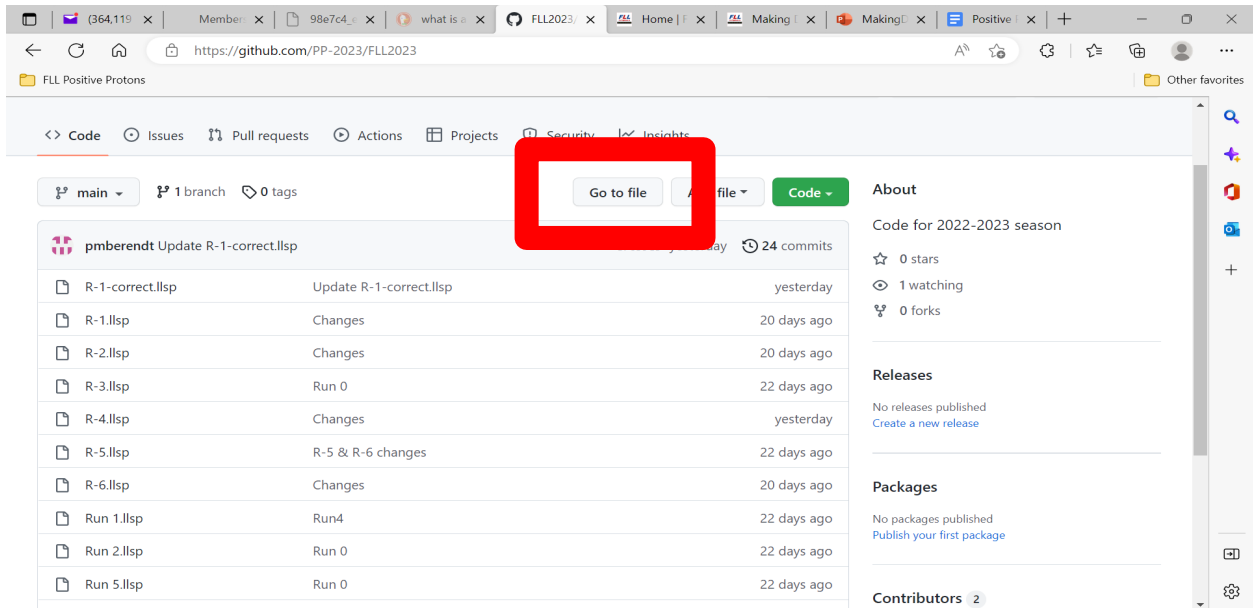 (364,119
Member
98e7c4_
what is a
FLL2023/
FLL Home | F
FLL Making
MakingD
Positive
https://github.com/PP-2023/FLL2023
FLL Positive Protons
Other favorites
<> Code Issues Pull requests Actions Projects Security Insights
main 1 branch 0 tags Go to file file Code
pmberendt Update R-1-correct.llsp 24 commits
R-1-correct.llsp Update R-1-correct.llsp yesterday
R-1.llsp Changes 20 days ago
R-2.llsp Changes 20 days ago
R-3.llsp Run 0 22 days ago
R-4.llsp Changes yesterday
R-5.llsp R-5 & R-6 changes 22 days ago
R-6.llsp Changes 20 days ago
Run 1.llsp Run4 22 days ago
Run 2.llsp Run 0 22 days ago
Run 5.llsp Run 0 22 days ago
About
Code for 2022-2023 season
0 stars
1 watching
0 forks
Releases
No releases published
Create a new release
Packages
No packages published
Publish your first package
Contributors 2